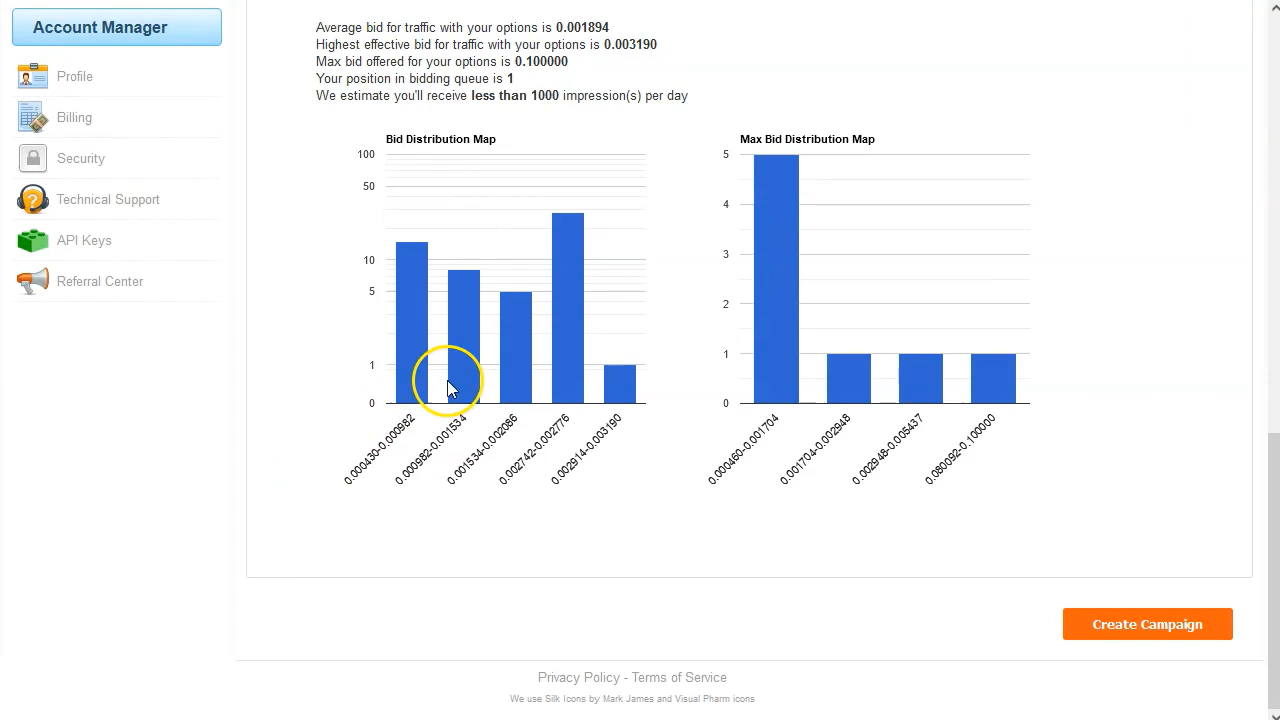 Account Manager
Profile
Billing
Security
Technical Support
API Keys
Referral Center
Average bid for traffic with your options is 0.001894
Highest effective bid for traffic with your options is 0.003190
Max bid offered for your options is 0.100000
Your position in bidding queue is 1
We estimate you'll receive less than 1000 impression(s) per day
Bid Distribution Map
100
50
10
5
1
0
0.000430-0.000982
0.000982-0.001534
0.001534-0.002086
0.002742-0.002776
0.002914-0.003190
Max Bid Distribution Map
5
4
3
2
1
0
0.000460-0.001704
0.001704-0.002948
0.002948-0.005437
0.080092-0.100000
Create Campaign
Privacy Policy - Terms of Service
We use Silk Icons by Mark James and Visual Pharm icons